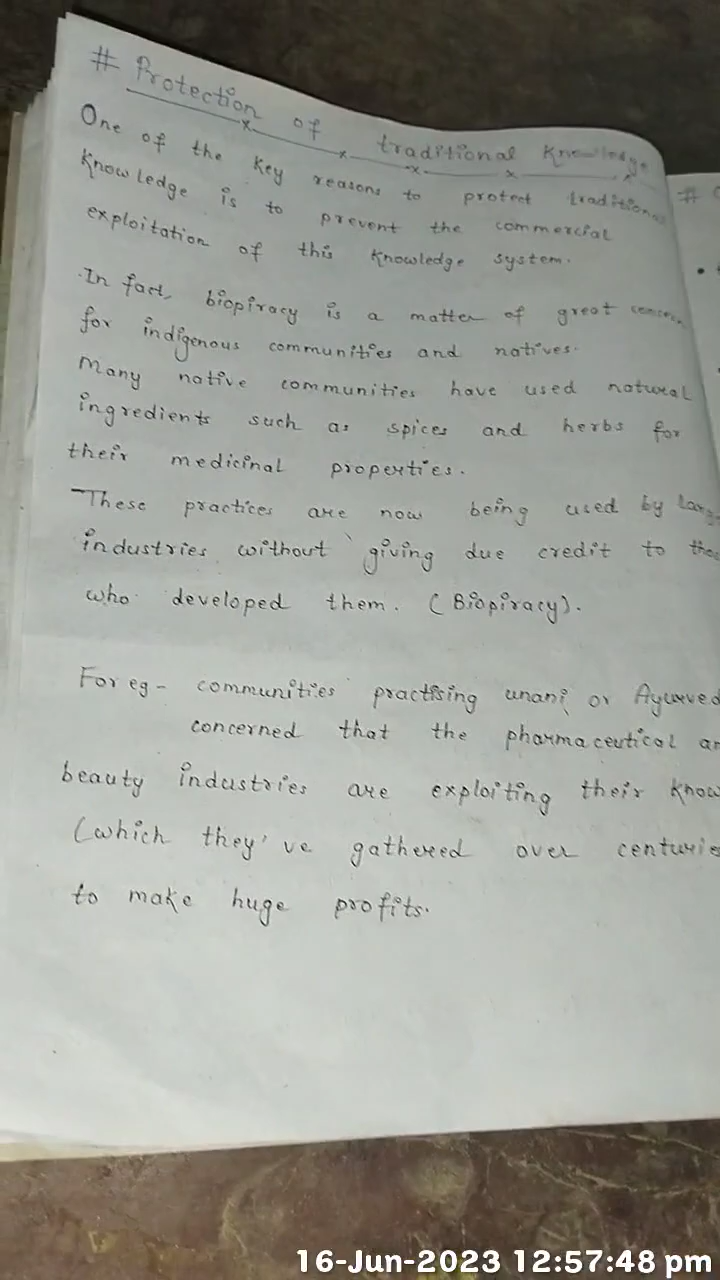 # Protection of traditional Knowledge
One of the key reasons to protect traditional
Knowledge is to prevent the commercial
exploitation of this Knowledge system.
In fact, biopiracy is a matter of great concern
for indigenous communities and natives.
Many native communities have used natural
ingredients such as spices and herbs for
their medicinal properties.
These practices are now being used by
industries without giving due credit to
who developed them. (Biopiracy).
For eg - communities practising unani or Ayurved
concerned that the pharmaceutical
beauty industries are exploiting their Know
(which they've gathered over centurie
to make huge profits.
#
16-Jun-2023 12:57:48 pm